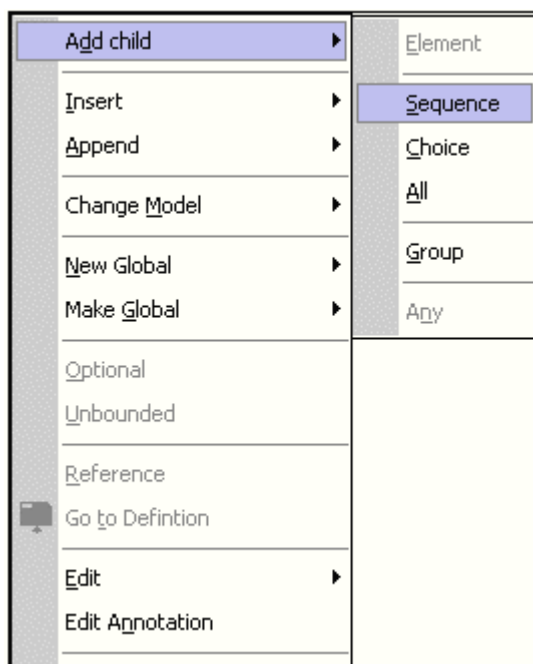 Add child
Insert
Append
Change Model
New Global
Make Global
Optional
Unbounded
Reference
Go to Defintion
Edit
Edit Annotation
Element
Sequence
Choice
All
Group
Any